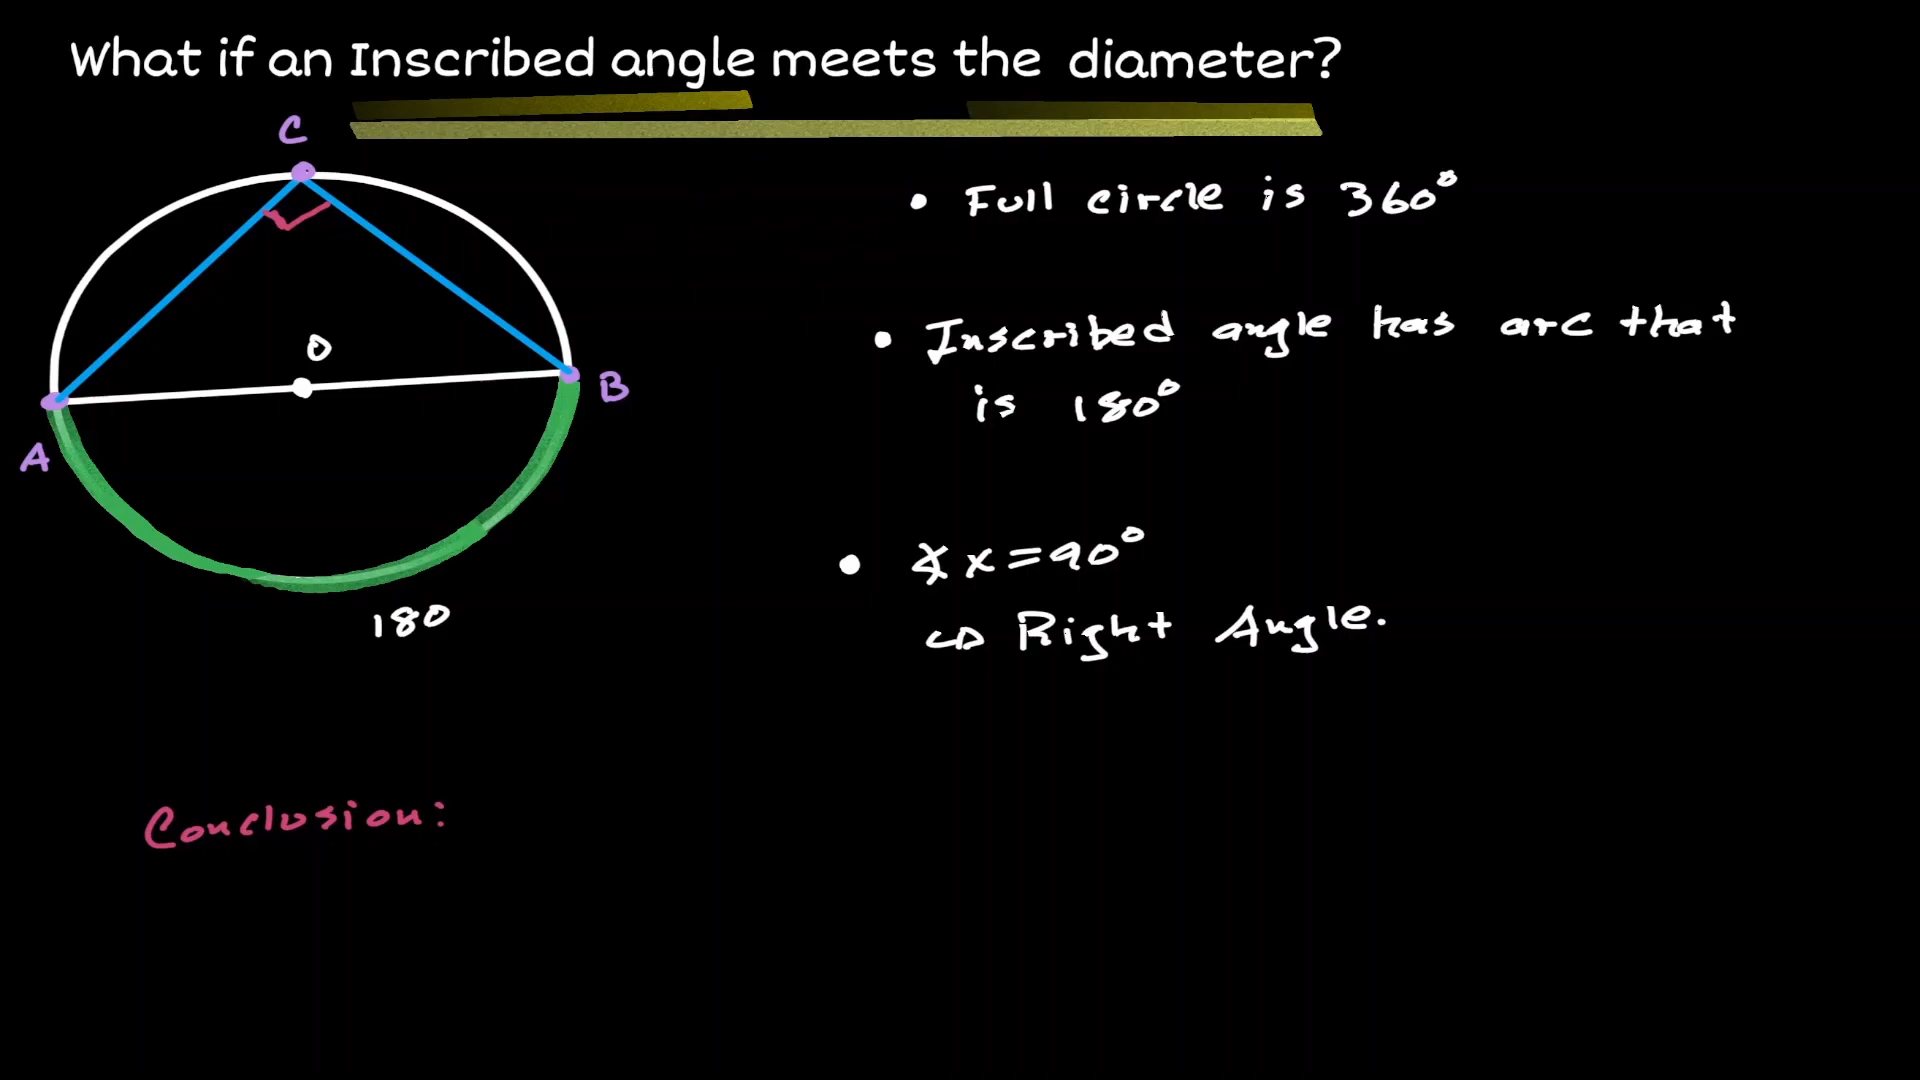 What if an Inscribed angle meets the diameter?
C
• Full circle is 360°
O
• Inscribed angle has arc that
is 180°
B
A
• ∡x=90°
↳ Right Angle.
180
Conclusion: